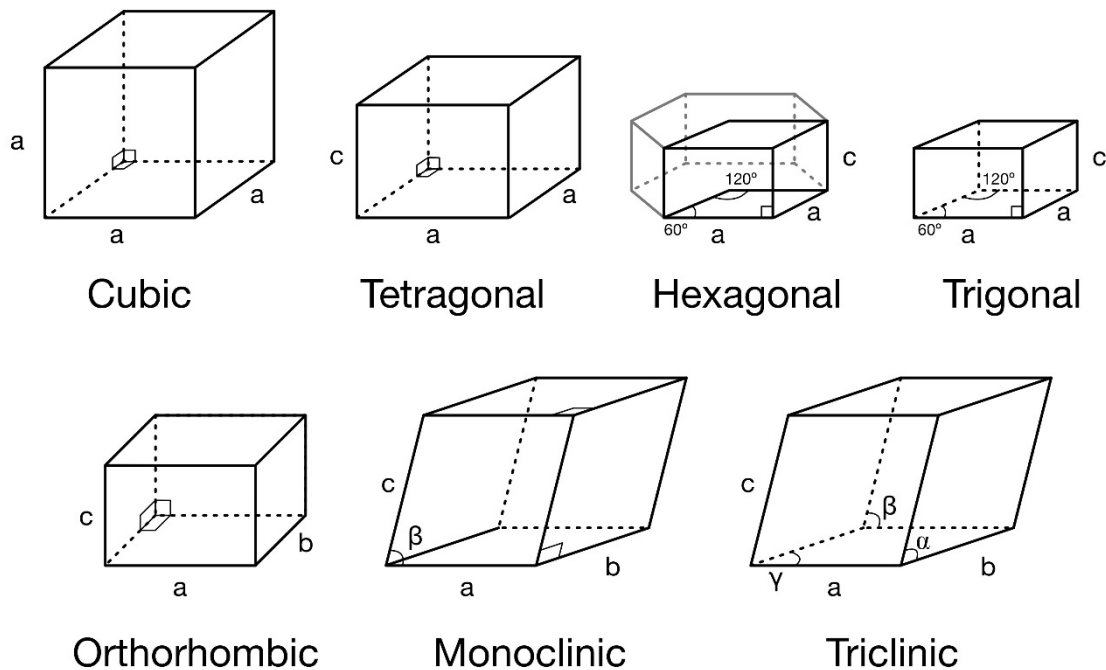 a
a
a
Cubic
c
a
a
Tetragonal
120°
c
60°
a
a
Hexagonal
120°
c
60°
a
a
Trigonal
c
a
b
Orthorhombic
c
β
a
b
Monoclinic
c
β
α
γ
a
b
Triclinic